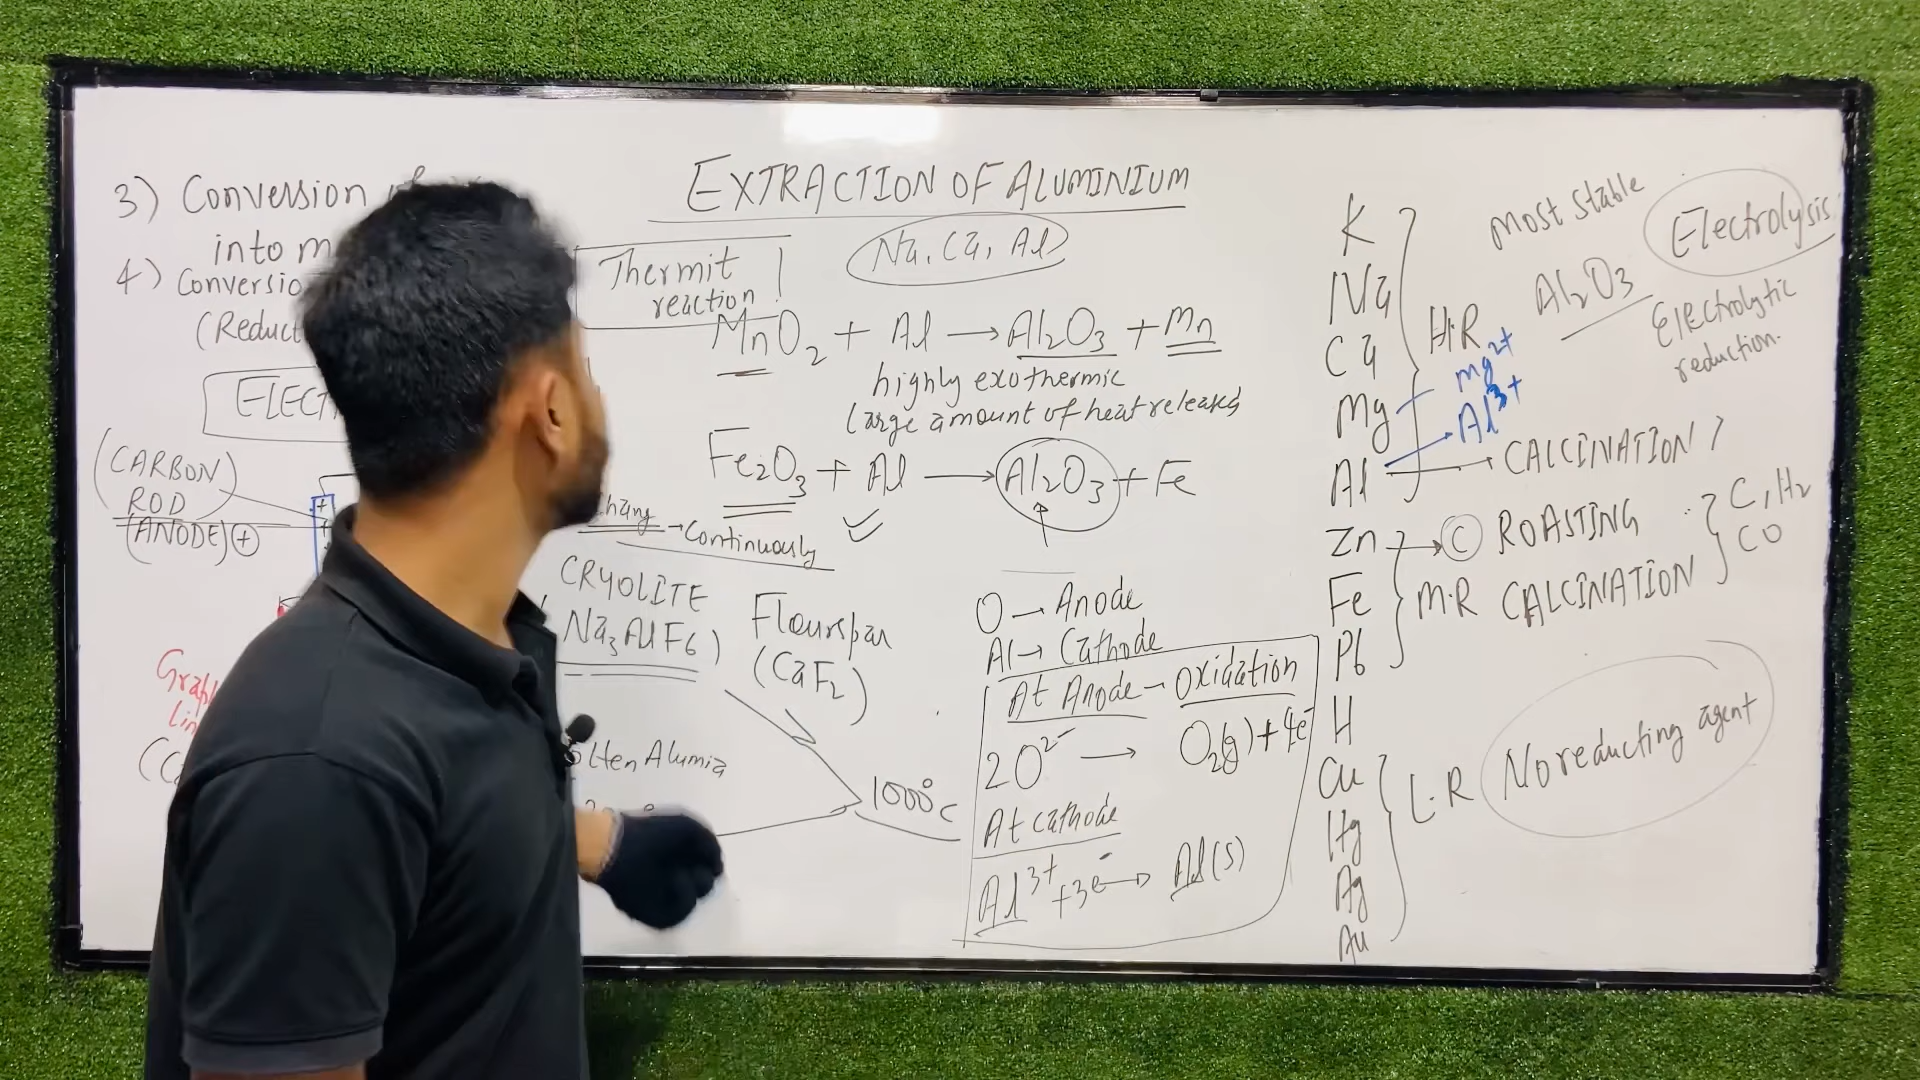 EXTRACTION OF ALUMINIUM
3) Conversion
into
4) Conversio
(Reduct
ELECT
(CARBON)
ROD
(ANODE) +
Thermit
reaction
Na, Ca, Al
MnO₂ + Al → Al₂O₃ + Mn
highly exothermic
Large amount of heat released
Fe₂O₃ + Al → Al₂O₃ + Fe
→ Continuously
CRYOLITE
(Na₃AlF₆)
Flourspar
(CaF₂)
lten Alumia
1000°C
O → Anode
Al → Cathode
At Anode - Oxidation
2O²⁻ → O₂(g) + 4e⁻
At cathode
Al³⁺ + 3e⁻ → Al(s)
K
Na
Ca
Mg
Al
Zn
Fe
Pb
H
Cu
Hg
Ag
Au
H.R
Mg²⁺
Al³⁺
most stable
Al₂O₃
Electrolysis
Electrolytic
reduction.
→ CALCINATION
→ C ROASTING
M.R CALCINATION
C, H₂
CO
L.R No reducting agent